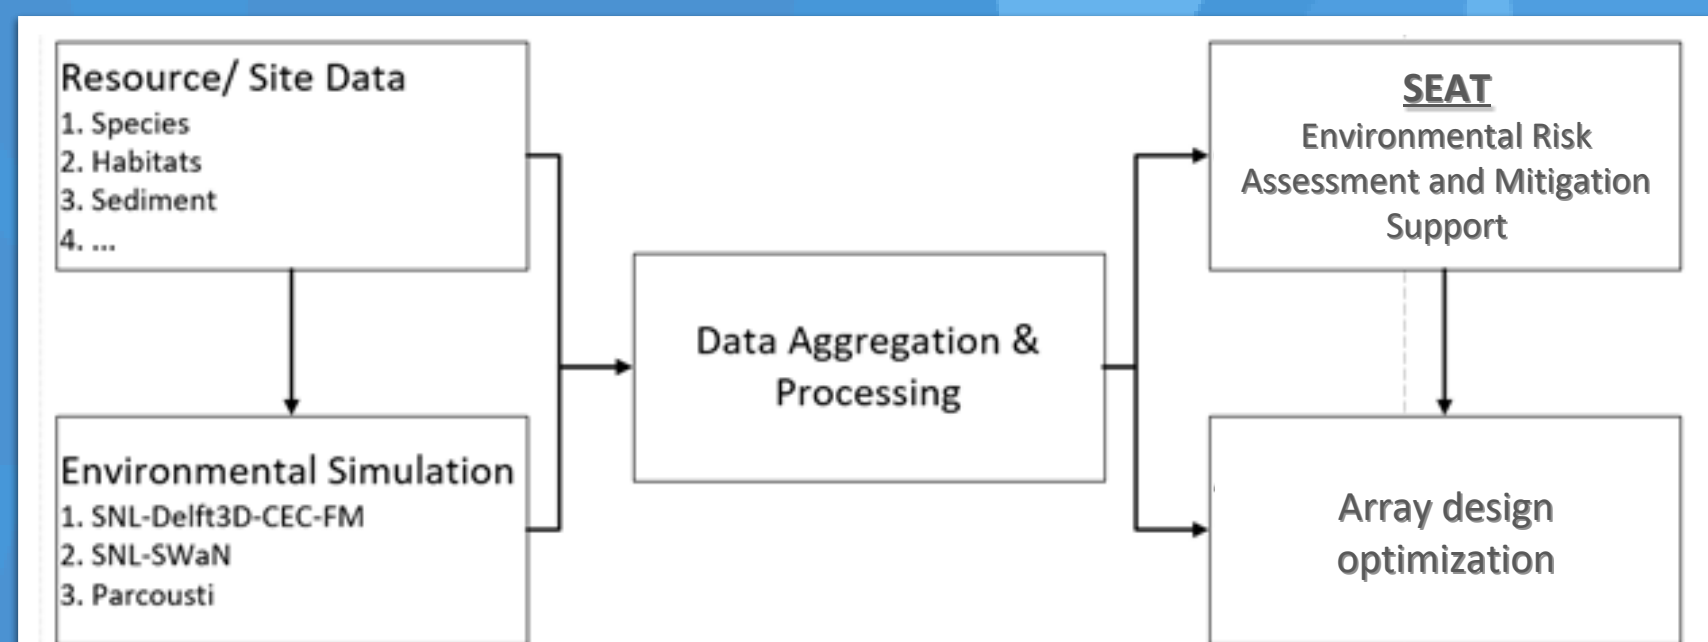 Resource/ Site Data
1. Species
2. Habitats
3. Sediment
4. ...
Environmental Simulation
1. SNL-Delft3D-CEC-FM
2. SNL-SWaN
3. Parcousti
Data Aggregation &
Processing
SEAT
Environmental Risk
Assessment and Mitigation
Support
Array design
optimization